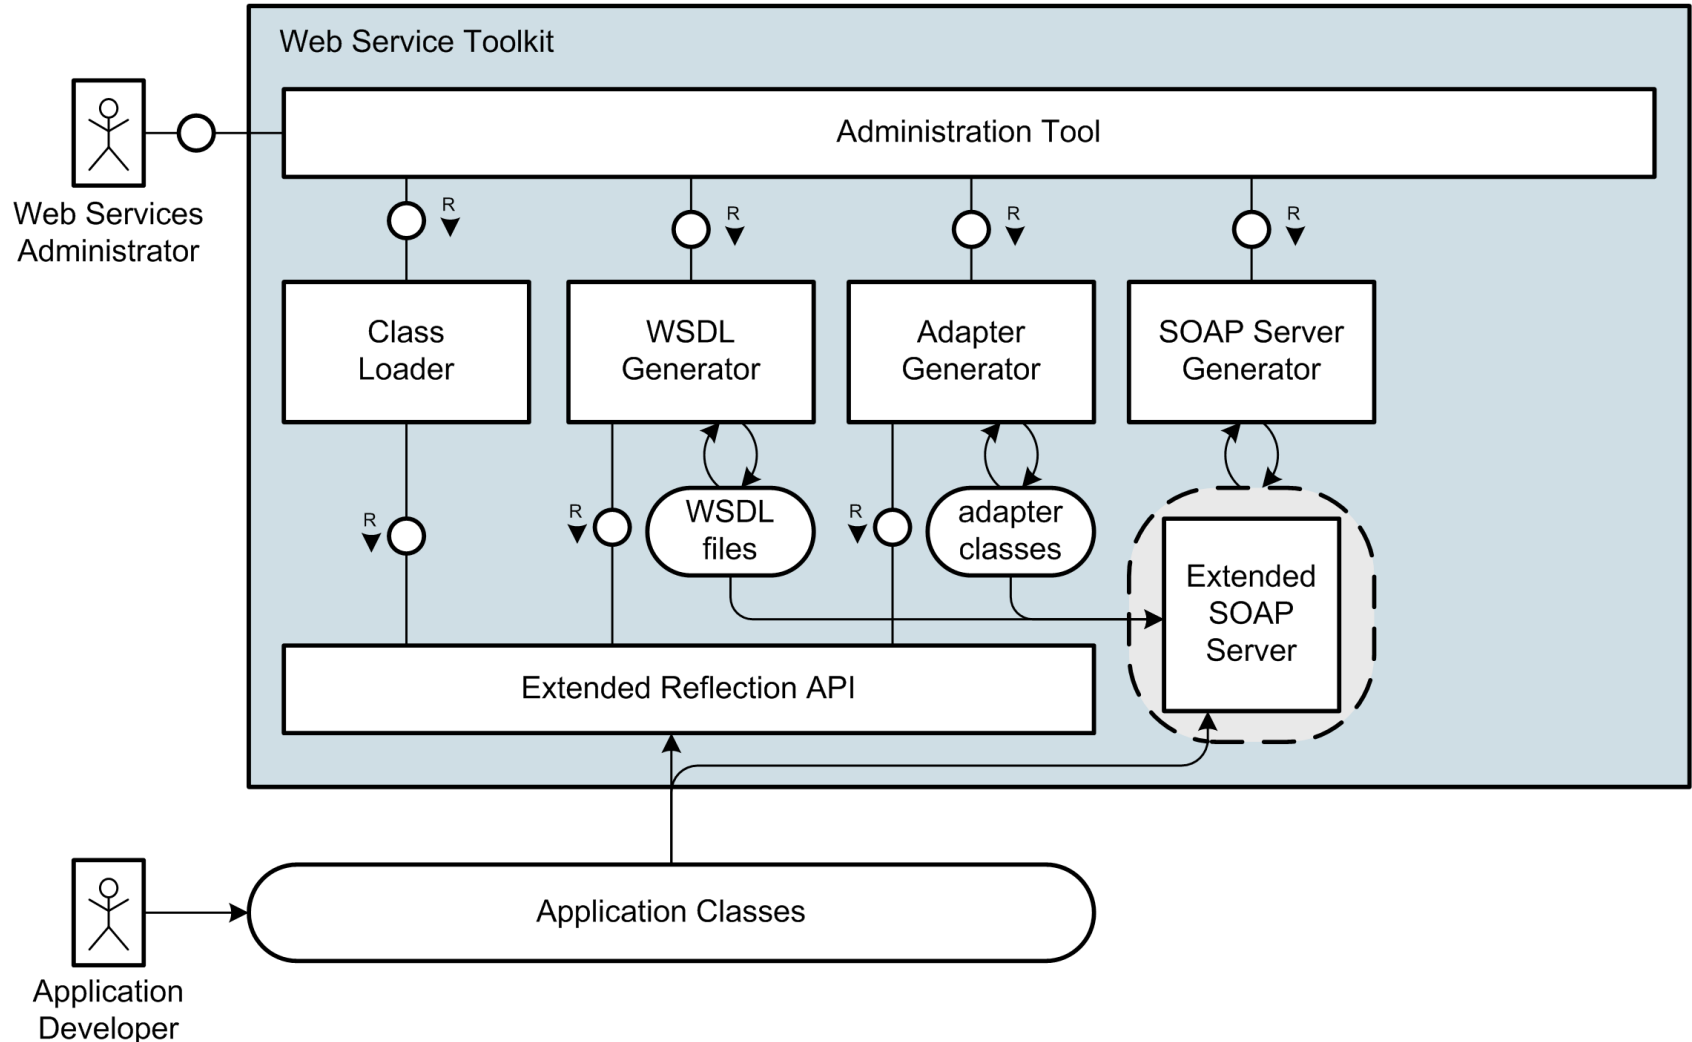 Web Service Toolkit
Administration Tool
Web Services
Administrator
R
R
R
R
Class
Loader
WSDL
Generator
Adapter
Generator
SOAP Server
Generator
R
R
R
WSDL
files
adapter
classes
Extended
SOAP
Server
Extended Reflection API
Application Classes
Application
Developer